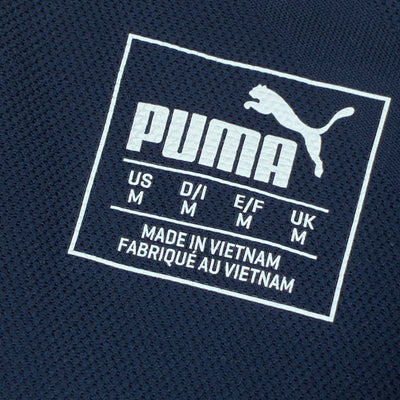 PUMA
US D/I E/F UK
M M M M
MADE IN VIETNAM
FABRIQUÉ AU VIETNAM